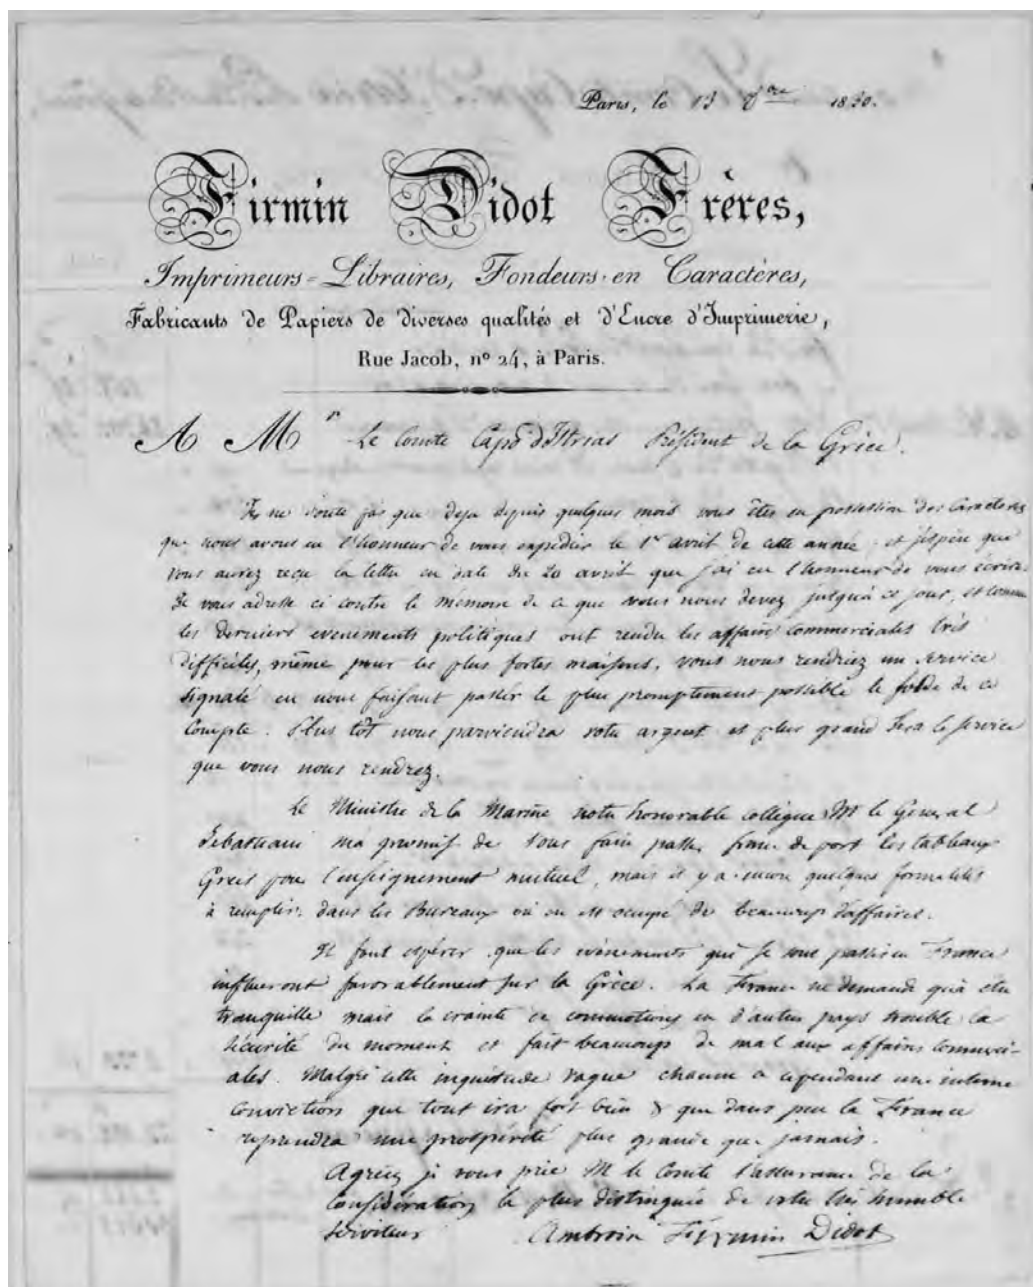 Paris, le 13 7bre 1830.
Firmin Didot Frères,
Imprimeurs-Libraires, Fondeurs en Caractères,
Fabricants de Papiers de diverses qualités et d'Encre d'Imprimerie,
Rue Jacob, nº 24, à Paris.
A Mr Le Comte Capo d'Istrias Président de la Grèce.
Je ne doute pas que deja depuis quelques mois vous êtes en possession des Caractères
que nous avons eu l'honneur de vous expédier le 1er avril de cette année et j'espère que
vous aurez reçu la lettre en date du 20 avril que j'ai eu l'honneur de vous écrire.
Je vous adresse ci contre le memoire de ce que vous nous devez jusqu'à ce jour, et comme
les derniers evenements politiques ont rendu les affaires commerciales très
difficiles, même pour les plus fortes maisons, vous nous rendriez un service
signalé en nous faisant passer le plus promptement possible le solde de ce
Compte. Plus tôt nous parviendra votre argent et plus grand sera le service
que vous nous rendrez.
Le Ministre de la Marine notre honorable collègue Mr le General
Sebastiani m'a promis de vous faire passer franc de port les tableaux
Grecs pour l'enseignement mutuel, mais il y a encore quelques formalités
à remplir dans les Bureaux où on est occupé de beaucoup d'affaires.
Il faut espérer que les evènements qui se sont passés en France
influeront favorablement sur la Grèce. La France ne demande qu'à être
tranquille mais la crainte de commotions en d'autres pays trouble la
sécurité du moment et fait beaucoup de mal aux affaires commerci-
ales. Malgré cette inquietude vague chacun a cependant une intime
conviction que tout ira fort bien & que dans peu la France
reprendra une prospérité plus grande que jamais.
Agréez je vous prie M le Comte l'assurance de la
Considération la plus distinguée de votre très humble
serviteur Ambroise Firmin Didot